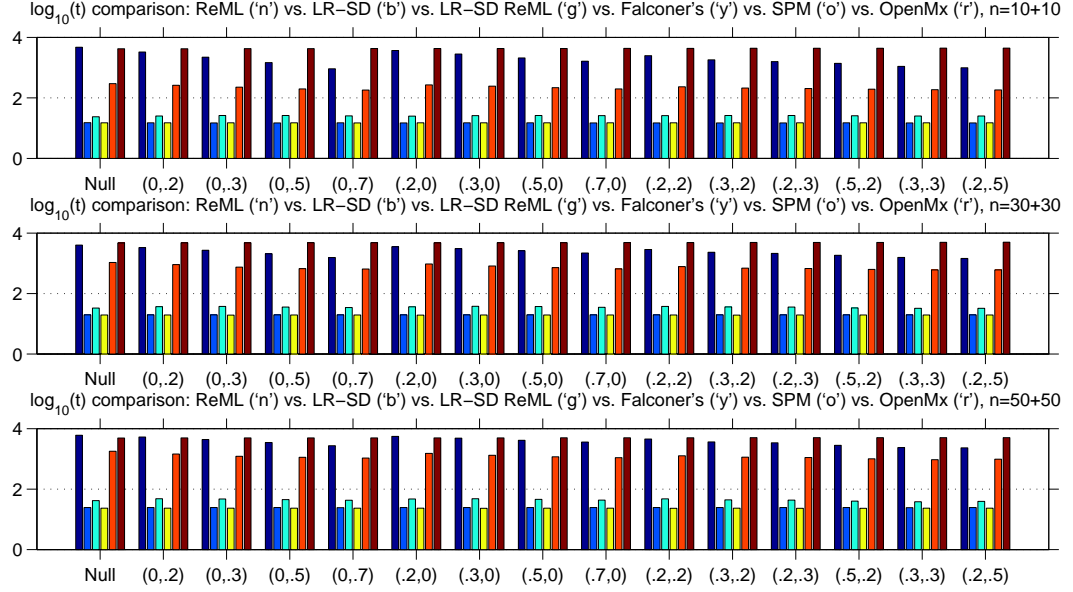 log10(t) comparison: ReML (‘n’) vs. LR−SD (‘b’) vs. LR−SD ReML (‘g’) vs. Falconer’s (‘y’) vs. SPM (‘o’) vs. OpenMx (‘r’), n=10+10
4
2
0
Null (0,.2) (0,.3) (0,.5) (0,.7) (.2,0) (.3,0) (.5,0) (.7,0) (.2,.2) (.3,.2) (.2,.3) (.5,.2) (.3,.3) (.2,.5)
log10(t) comparison: ReML (‘n’) vs. LR−SD (‘b’) vs. LR−SD ReML (‘g’) vs. Falconer’s (‘y’) vs. SPM (‘o’) vs. OpenMx (‘r’), n=30+30
4
2
0
Null (0,.2) (0,.3) (0,.5) (0,.7) (.2,0) (.3,0) (.5,0) (.7,0) (.2,.2) (.3,.2) (.2,.3) (.5,.2) (.3,.3) (.2,.5)
log10(t) comparison: ReML (‘n’) vs. LR−SD (‘b’) vs. LR−SD ReML (‘g’) vs. Falconer’s (‘y’) vs. SPM (‘o’) vs. OpenMx (‘r’), n=50+50
4
2
0
Null (0,.2) (0,.3) (0,.5) (0,.7) (.2,0) (.3,0) (.5,0) (.7,0) (.2,.2) (.3,.2) (.2,.3) (.5,.2) (.3,.3) (.2,.5)